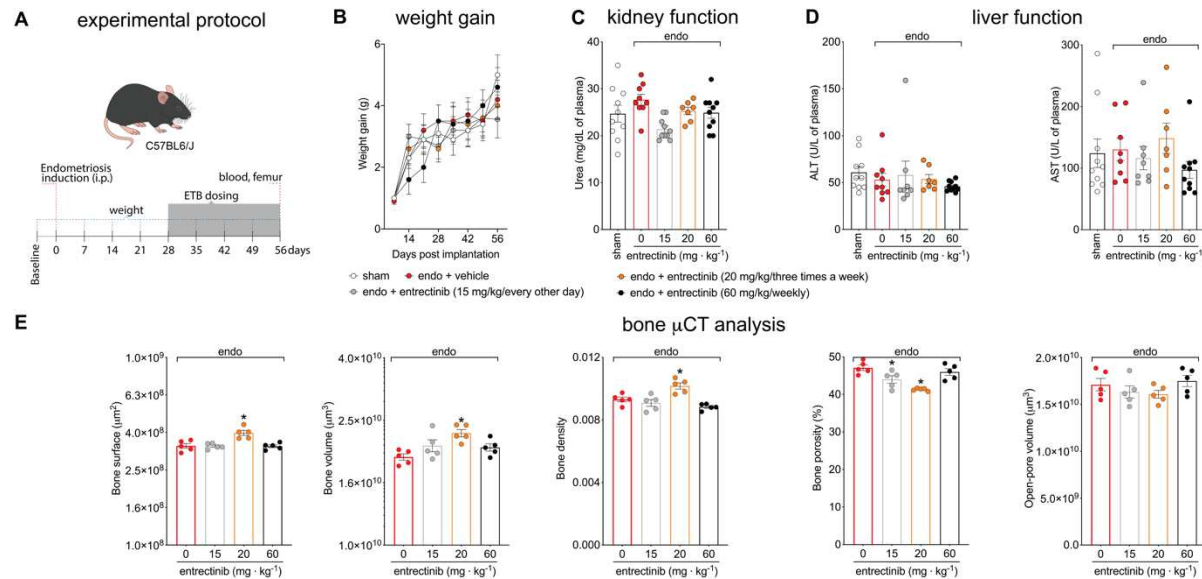 A experimental protocol
C57BL6/J
Endometriosis
induction (i.p.)
blood, femur
ETB dosing
weight
Baseline 0 7 14 21 28 35 42 49 56 days
B weight gain
Weight gain (g)
6
4
2
0
14 28 42 56
Days post implantation
C kidney function
endo
Urea (mg/dL of plasma)
40
30
20
10
0
sham 0 15 20 60
entrectinib (mg · kg⁻¹)
D liver function
endo
ALT (U/L of plasma)
200
150
100
50
0
sham 0 15 20 60
entrectinib (mg · kg⁻¹)
endo
AST (U/L of plasma)
300
200
100
0
sham 0 15 20 60
entrectinib (mg · kg⁻¹)
sham endo + vehicle endo + entrectinib (20 mg/kg/three times a week)
endo + entrectinib (15 mg/kg/every other day) endo + entrectinib (60 mg/kg/weekly)
E bone μCT analysis
endo
Bone surface (μm²)
1.0×10⁹
6.3×10⁸
4.0×10⁸
2.5×10⁸
1.0×10⁸
1.0×10⁸
*
0 15 20 60
entrectinib (mg · kg⁻¹)
endo
Bone volume (μm³)
4.0×10¹⁰
2.5×10¹⁰
1.6×10¹⁰
1.0×10¹⁰
*
0 15 20 60
entrectinib (mg · kg⁻¹)
endo
Bone density
0.012
0.008
0.004
0.000
*
0 15 20 60
entrectinib (mg · kg⁻¹)
endo
Bone porosity (%)
50
40
30
20
10
0
* *
0 15 20 60
entrectinib (mg · kg⁻¹)
endo
Open-pore volume (μm³)
2.0×10¹⁰
1.5×10¹⁰
1.0×10¹⁰
5.0×10⁹
0.0
0 15 20 60
entrectinib (mg · kg⁻¹)